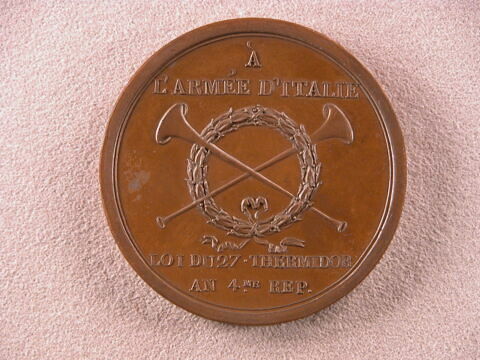 À
L'ARMÉE D'ITALIE
LOI DU 27 · THERMIDOR
AN 4.ME REP.